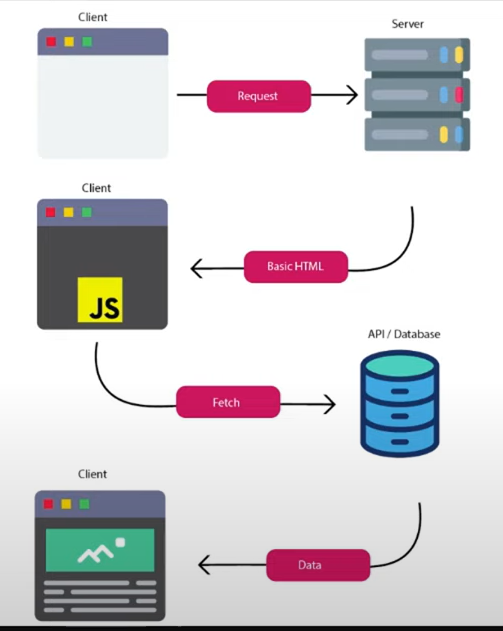 Client
Server
Request
Client
Basic HTML
JS
API / Database
Fetch
Client
Data